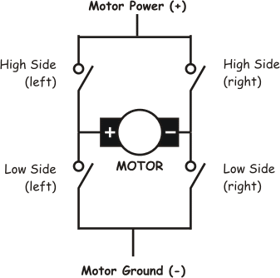 Motor Power (+)
High Side
(left)
High Side
(right)
+
−
MOTOR
Low Side
(left)
Low Side
(right)
Motor Ground (-)